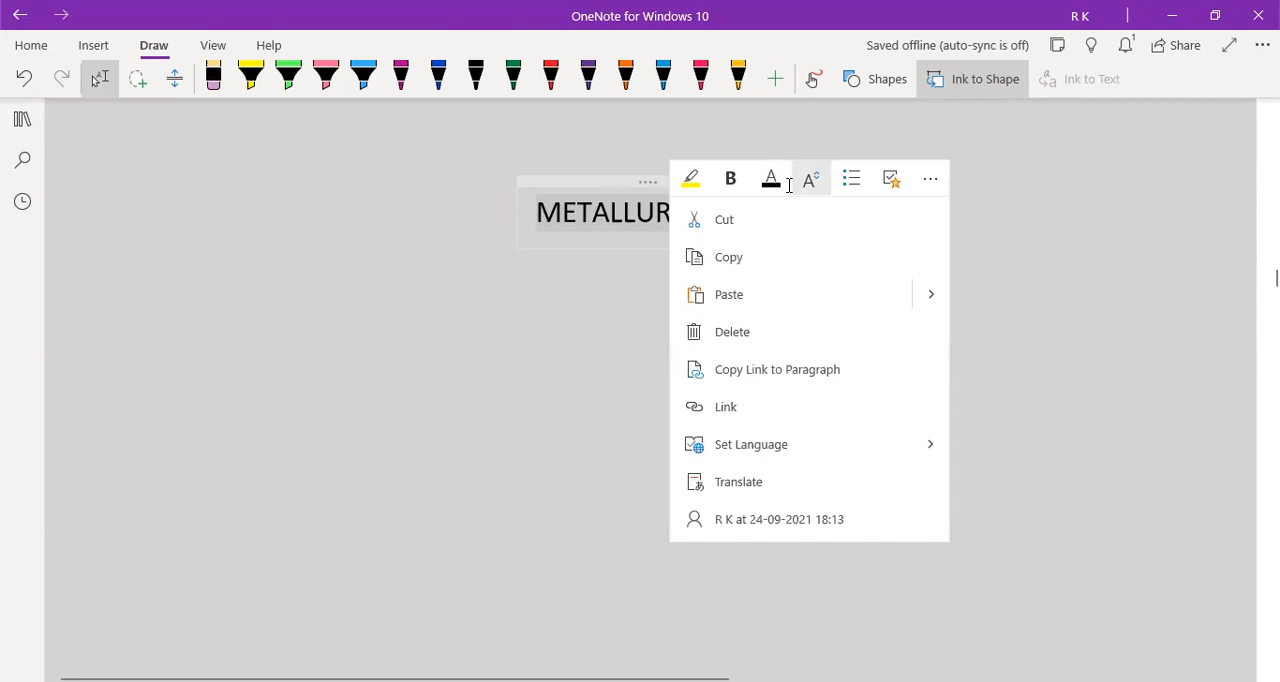 OneNote for Windows 10
R K
Home Insert Draw View Help
Saved offline (auto-sync is off)
1
Share
Shapes
Ink to Shape
Ink to Text
METALLUR
B
A
A
Cut
Copy
Paste
Delete
Copy Link to Paragraph
Link
Set Language
Translate
R K at 24-09-2021 18:13